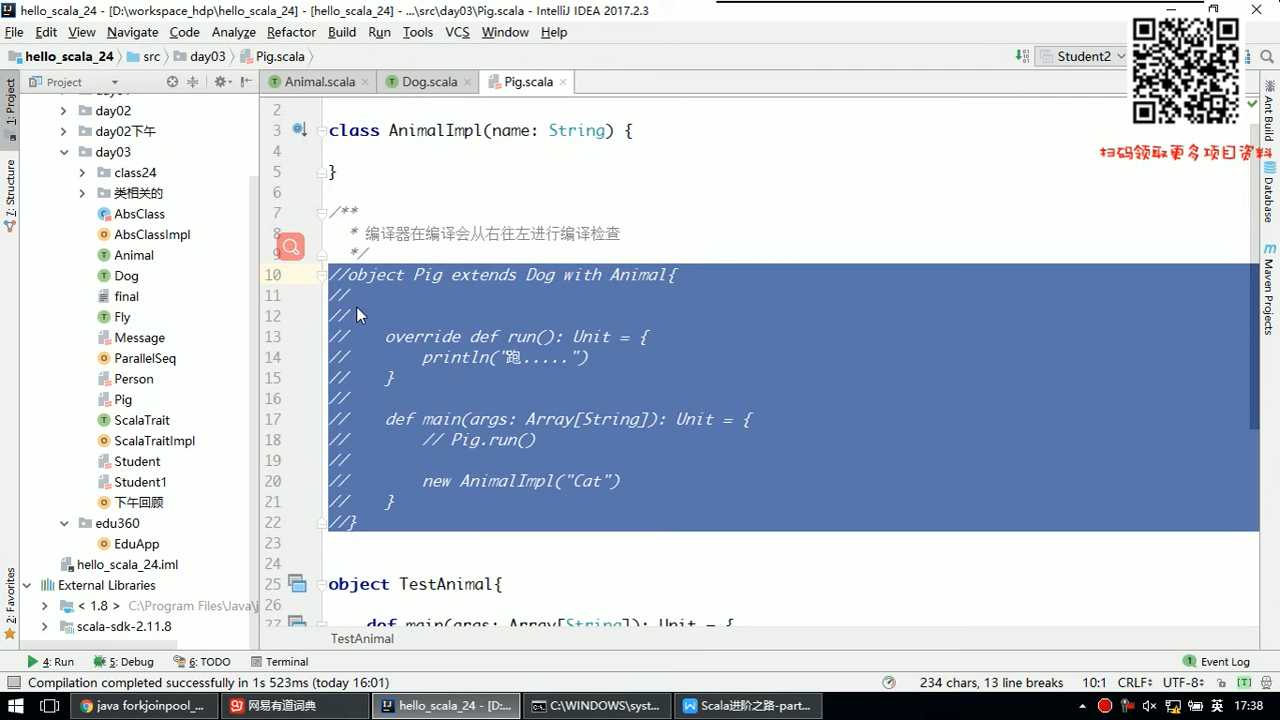 hello_scala_24 - [D:\workspace_hdp\hello_scala_24] - [hello_scala_24] - ...\src\day03\Pig.scala - IntelliJ IDEA 2017.2.3
File Edit View Navigate Code Analyze Refactor Build Run Tools VCS Window Help
hello_scala_24 src day03 Pig.scala Student2
扫码领取更多项目资料
Project Animal.scala Dog.scala Pig.scala
1: Project
7: Structure
2: Favorites
Ant Build
Database
Maven Projects
day02
day02下午
day03
class24
类相关的
AbsClass
AbsClassImpl
Animal
Dog
final
Fly
Message
ParallelSeq
Person
Pig
ScalaTrait
ScalaTraitImpl
Student
Student1
下午回顾
edu360
EduApp
hello_scala_24.iml
External Libraries
< 1.8 > C:\Program Files\Java\j
scala-sdk-2.11.8
2
3 class AnimalImpl(name: String) {
4
5 }
6
7 /**
8 * 编译器在编译会从右往左进行编译检查
9 */
10 //object Pig extends Dog with Animal{
11 //
12 //
13 // override def run(): Unit = {
14 // println("跑.....")
15 // }
16 //
17 // def main(args: Array[String]): Unit = {
18 // // Pig.run()
19 //
20 // new AnimalImpl("Cat")
21 // }
22 //}
23
24
25 object TestAnimal{
26
27 def main(args: Array[String]): Unit = {
TestAnimal
4: Run 5: Debug 6: TODO Terminal 1 Event Log
Compilation completed successfully in 1s 523ms (today 16:01) 234 chars, 13 line breaks 10:1 CRLF÷ UTF-8÷ [T]
java forkjoinpool_... 网易有道词典 hello_scala_24 - [D:... C:\WINDOWS\syst... Scala进阶之路-part... 英 17:38